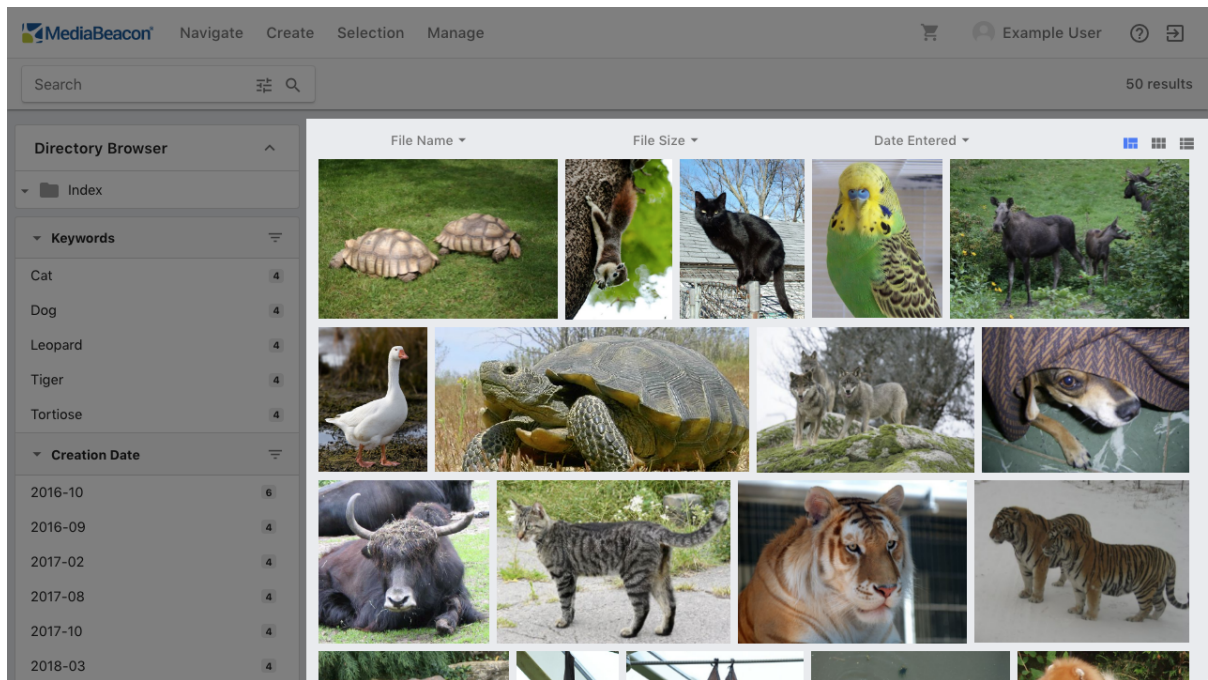 MediaBeacon® Navigate Create Selection Manage Example User
Search 50 results
Directory Browser File Name File Size Date Entered
Index
Keywords
Cat 4
Dog 4
Leopard 4
Tiger 4
Tortiose 4
Creation Date
2016-10 6
2016-09 4
2017-02 4
2017-08 4
2017-10 4
2018-03 4